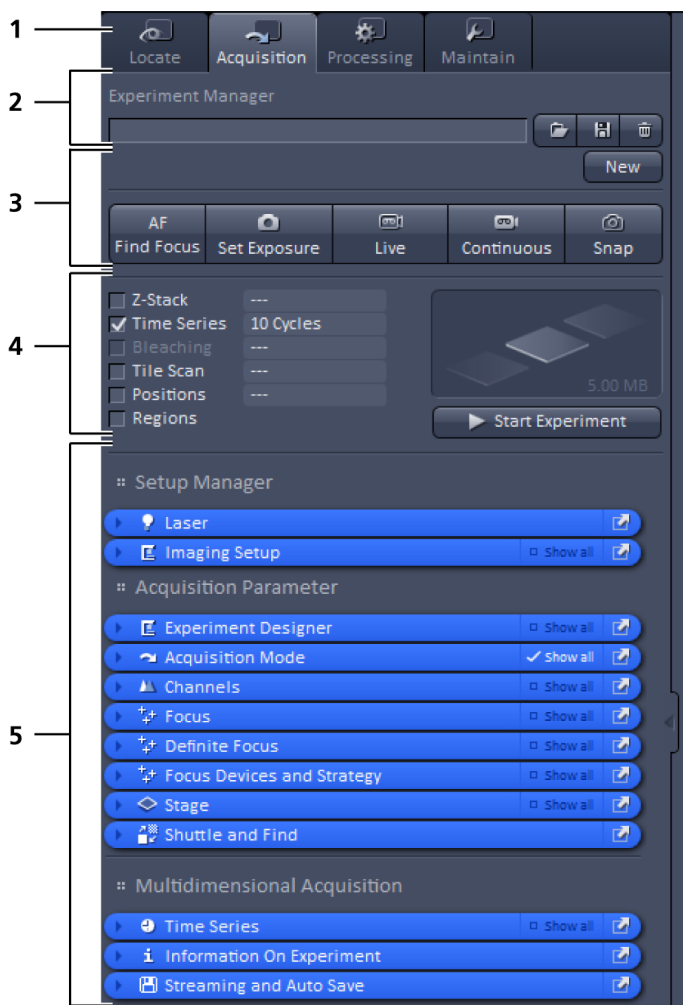 1
Locate Acquisition Processing Maintain
2
Experiment Manager
New
3
AF
Find Focus Set Exposure Live Continuous Snap
4
Z-Stack ---
Time Series 10 Cycles
Bleaching ---
Tile Scan ---
Positions ---
Regions
5.00 MB
Start Experiment
5
Setup Manager
Laser
Imaging Setup Show all
Acquisition Parameter
Experiment Designer Show all
Acquisition Mode Show all
Channels Show all
Focus Show all
Definite Focus Show all
Focus Devices and Strategy Show all
Stage Show all
Shuttle and Find
Multidimensional Acquisition
Time Series Show all
Information On Experiment
Streaming and Auto Save